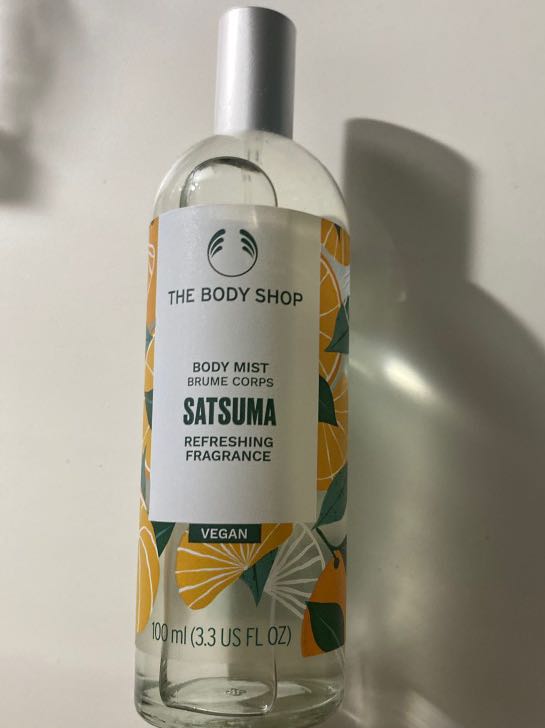 THE BODY SHOP
BODY MIST
BRUME CORPS
SATSUMA
REFRESHING
FRAGRANCE
VEGAN
100 ml (3.3 US FL OZ)